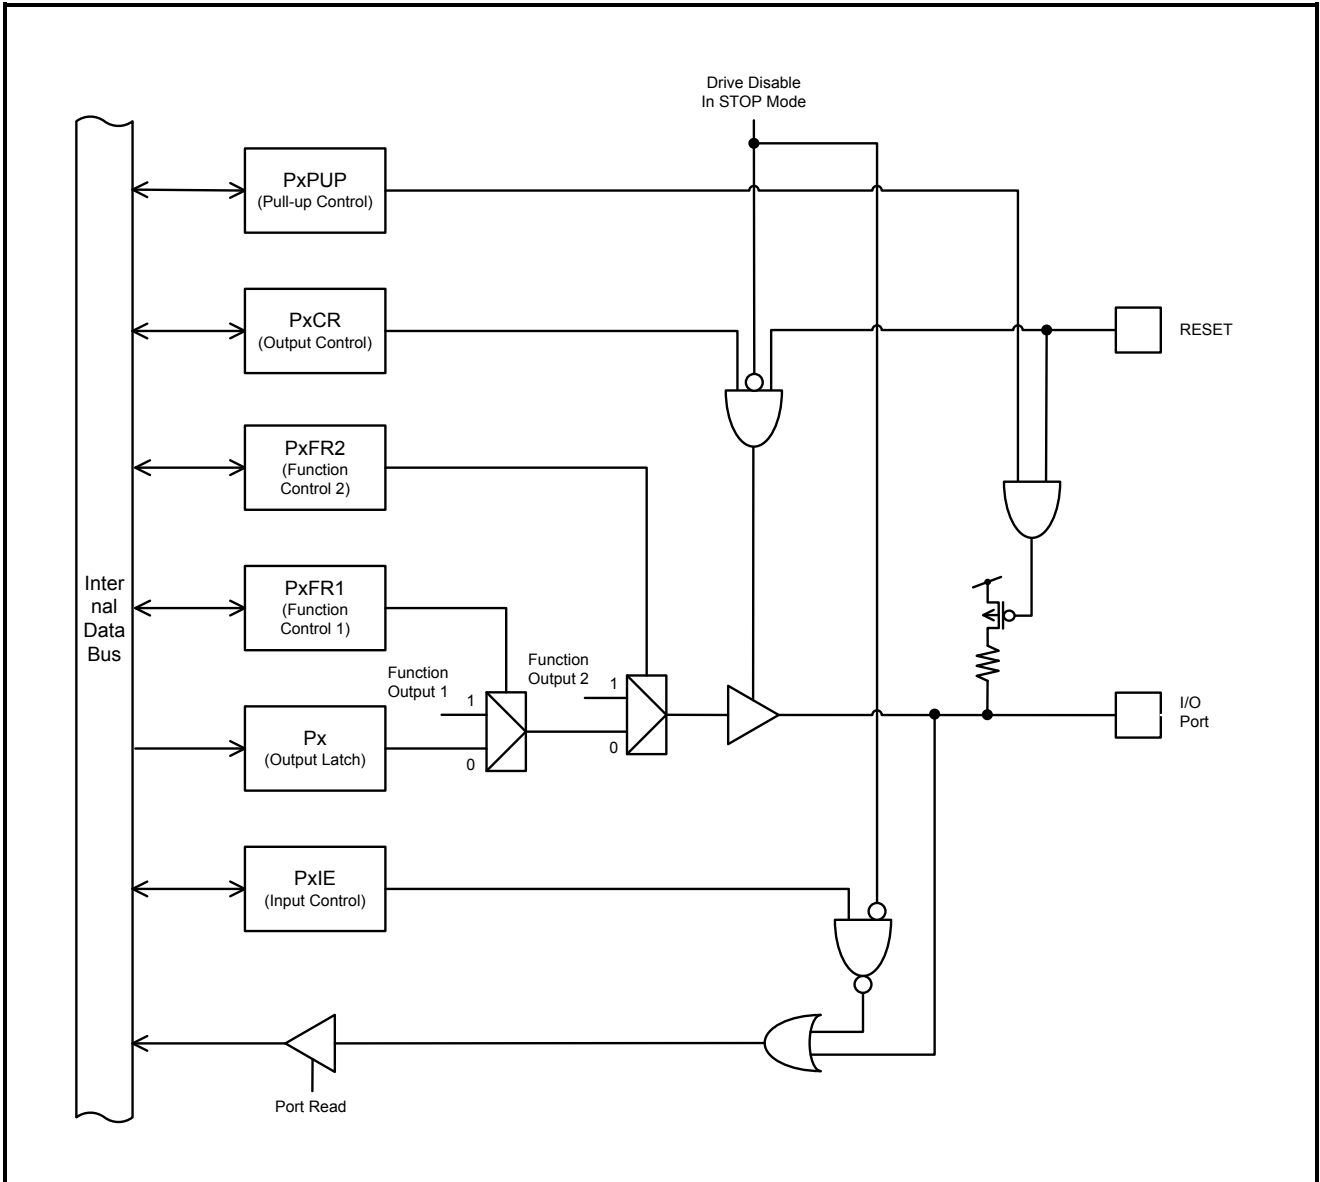 Drive Disable
In STOP Mode
PxPUP
(Pull-up Control)
PxCR
(Output Control)
RESET
PxFR2
(Function
Control 2)
Inter
nal
Data
Bus
PxFR1
(Function
Control 1)
Function
Output 1
1
0
Function
Output 2
1
0
I/O
Port
Px
(Output Latch)
PxIE
(Input Control)
Port Read